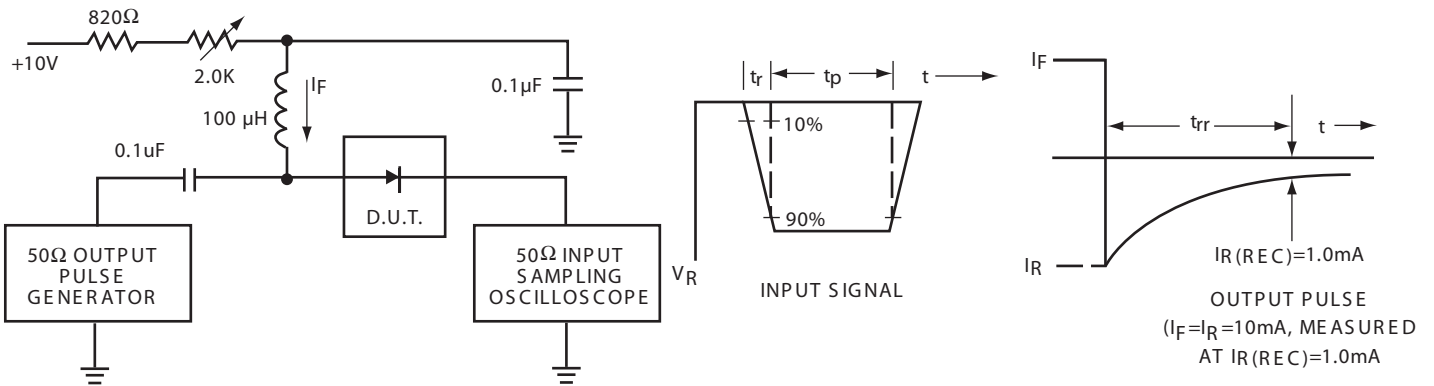 820Ω
+10V
2.0K
IF
100 µH
0.1µF
0.1uF
D.U.T.
50Ω OUTPUT
PULSE
GENERATOR
50Ω INPUT
SAMPLING
OSCILLOSCOPE
tr
tp
t
10%
90%
VR
INPUT SIGNAL
IF
trr
t
IR
IR(REC)=1.0mA
OUTPUT PULSE
(IF=IR=10mA, MEASURED
AT IR(REC)=1.0mA